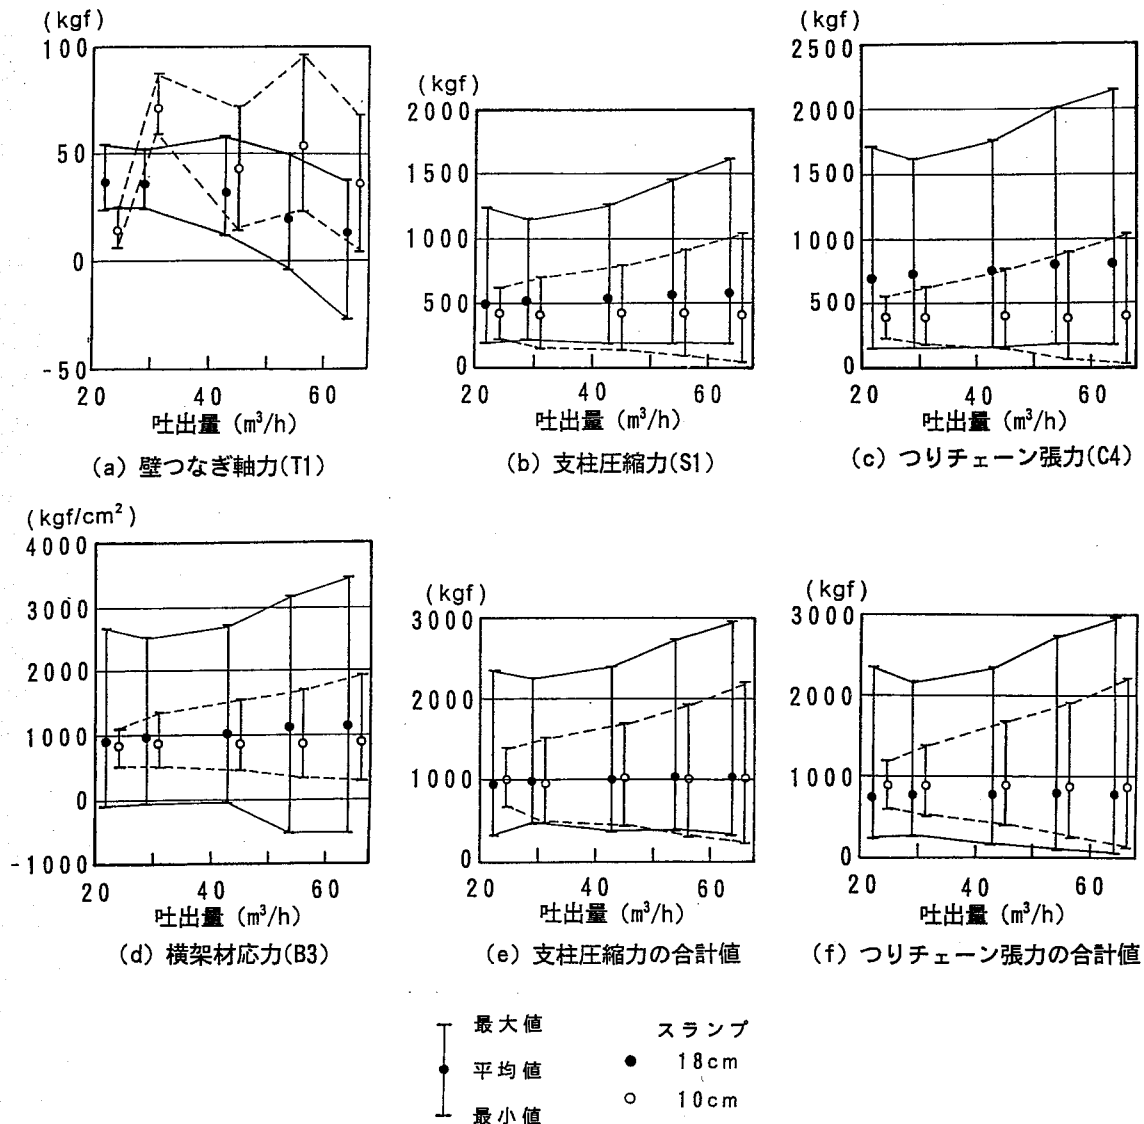 (kgf)
100
50
0
-50
20 40 60
吐出量 (m³/h)
(a) 壁つなぎ軸力(T1)
(kgf)
2000
1500
1000
500
0
20 40 60
吐出量 (m³/h)
(b) 支柱圧縮力(S1)
(kgf)
2500
2000
1500
1000
500
0
20 40 60
吐出量 (m³/h)
(c) つりチェーン張力(C4)
(kgf/cm²)
4000
3000
2000
1000
0
-1000
20 40 60
吐出量 (m³/h)
(d) 横架材応力(B3)
(kgf)
3000
2000
1000
0
20 40 60
吐出量 (m³/h)
(e) 支柱圧縮力の合計値
(kgf)
3000
2000
1000
0
20 40 60
吐出量 (m³/h)
(f) つりチェーン張力の合計値
最大値
平均値
最小値
スランプ
18cm
10cm